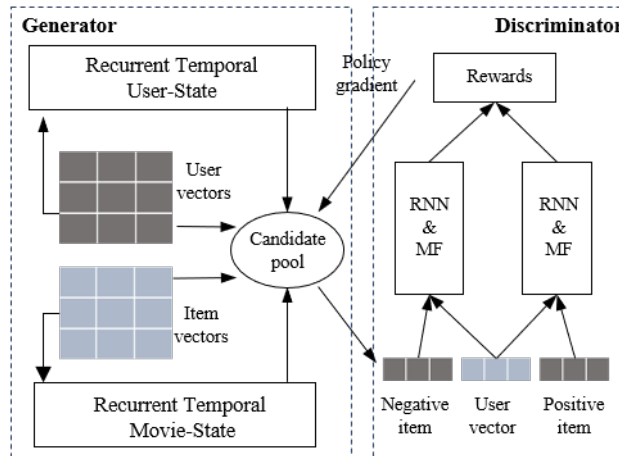 Generator
Recurrent Temporal
User-State
User
vectors
Candidate
pool
Item
vectors
Recurrent Temporal
Movie-State
Policy
gradient
Discriminator
Rewards
RNN
&
MF
RNN
&
MF
Negative
item
User
vector
Positive
item